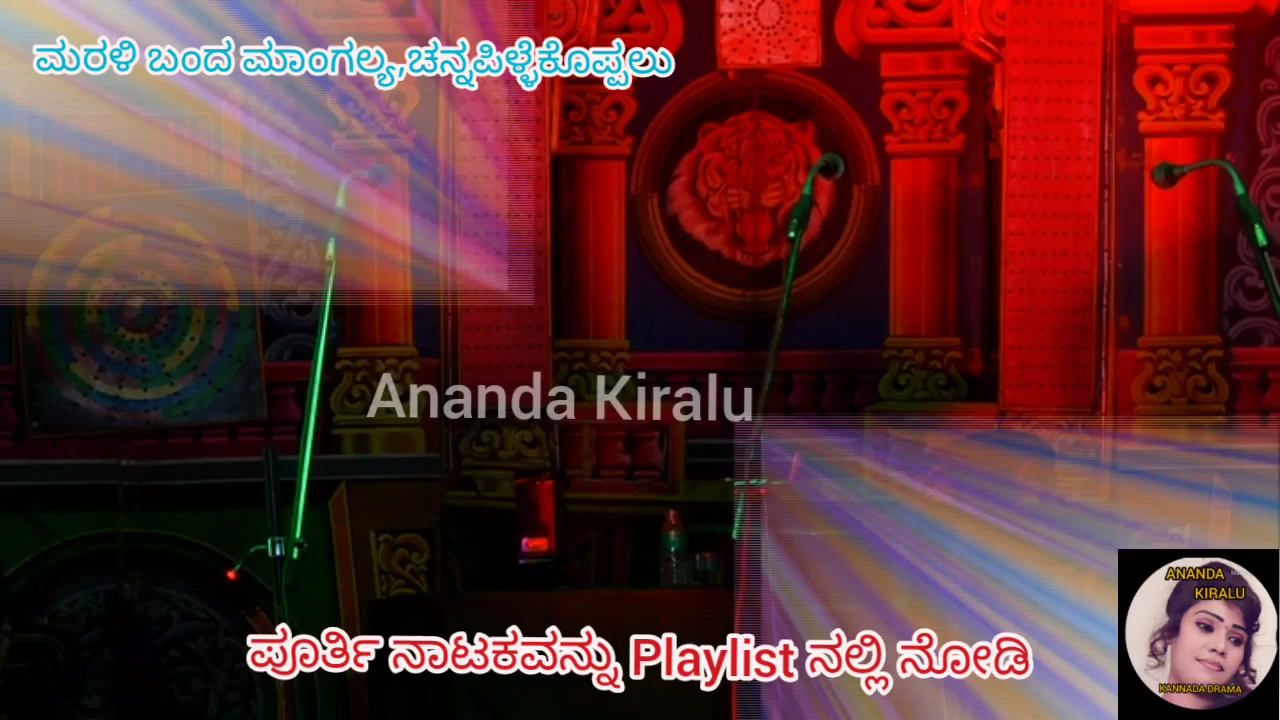 ಮರಳಿ ಬಂದ ಮಾಂಗಲ್ಯ,ಚನ್ನಪಿಳ್ಳೆಕೊಪ್ಪಲು
Ananda Kiralu
ಪೂರ್ತಿ ನಾಟಕವನ್ನು Playlist ನಲ್ಲಿ ನೋಡಿ
ANANDA
KIRALU
KANNADA DRAMA